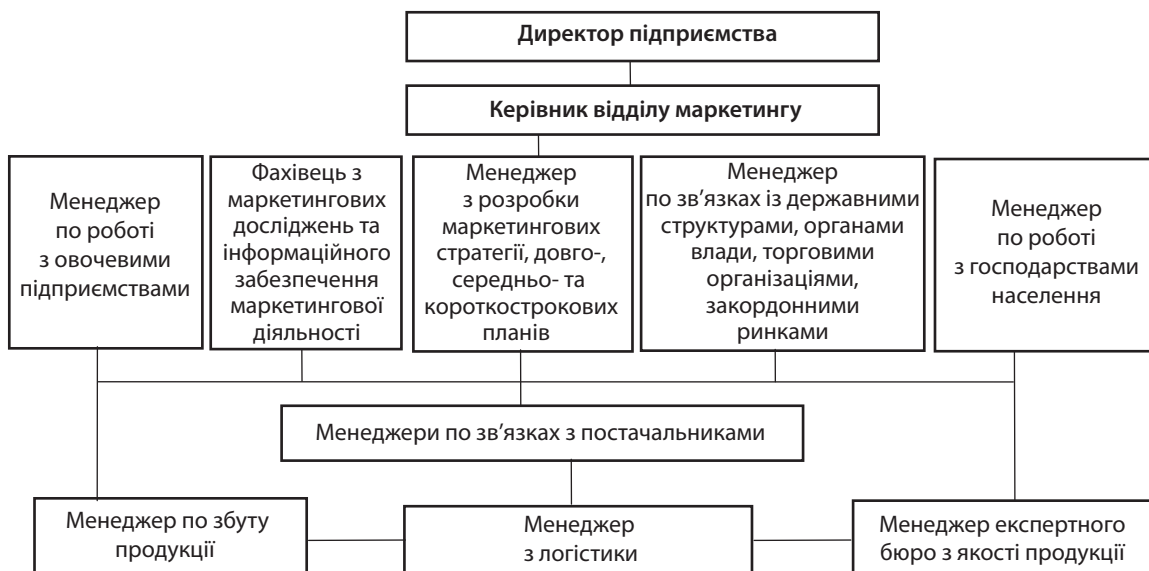 Директор підприємства
Керівник відділу маркетингу
Менеджер
по роботі
з овочевими
підприємствами
Фахівець з
маркетингових
досліджень та
інформаційного
забезпечення
маркетингової
діяльності
Менеджер
з розробки
маркетингових
стратегії, довго-,
середньо- та
короткострокових
планів
Менеджер
по зв’язках із державними
структурами, органами
влади, торговими
організаціями,
закордонними
ринками
Менеджер
по роботі
з господарствами
населення
Менеджери по зв’язках з постачальниками
Менеджер по збуту
продукції
Менеджер
з логістики
Менеджер експертного
бюро з якості продукції